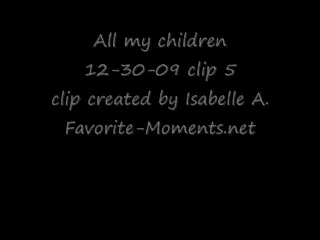 All my children
12-30-09 clip 5
clip created by Isabelle A.
Favorite-Moments.net